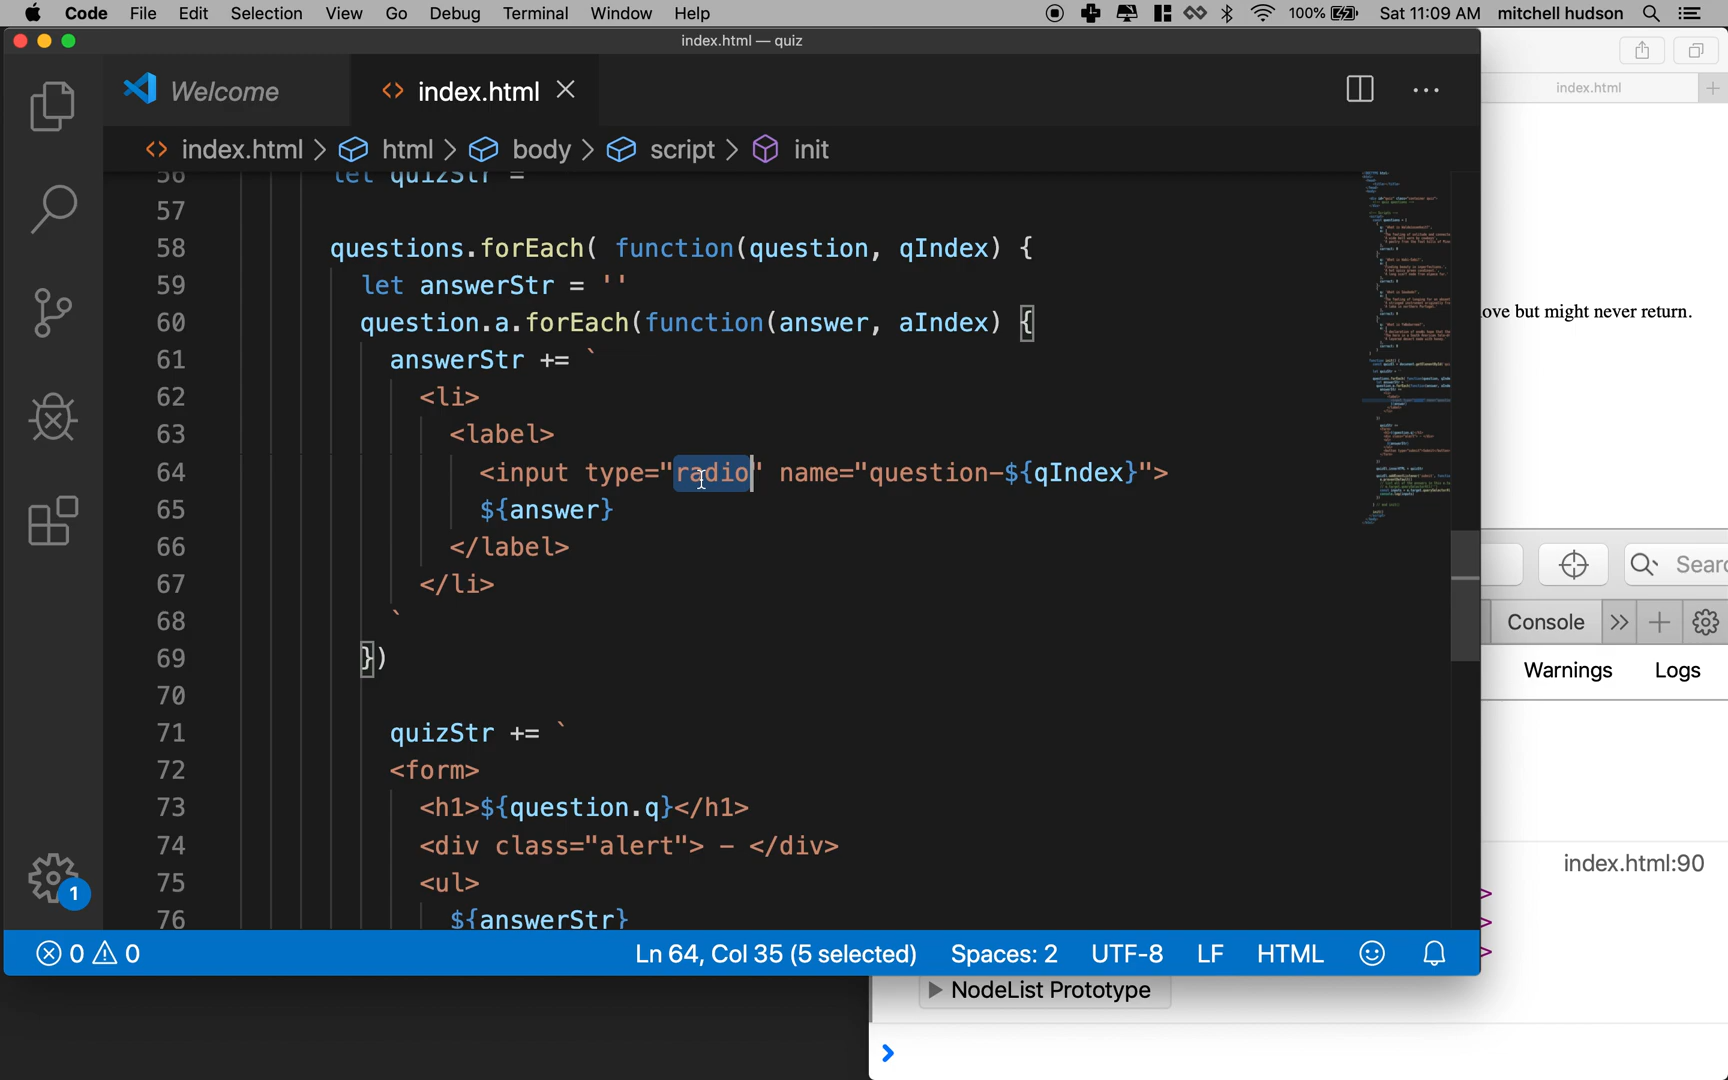 Code File Edit Selection View Go Debug Terminal Window Help 100% Sat 11:09 AM mitchell hudson
index.html — quiz
Welcome index.html
index.html > html > body > script > init
56 let quizStr =
57
58 questions.forEach( function(question, qIndex) {
59 let answerStr = ''
60 question.a.forEach(function(answer, aIndex) {
61 answerStr += `
62 <li>
63 <label>
64 <input type="radio" name="question-${qIndex}">
65 ${answer}
66 </label>
67 </li>
68 `
69 })
70
71 quizStr += `
72 <form>
73 <h1>${question.q}</h1>
74 <div class="alert"> - </div>
75 <ul>
76 ${answerStr}
0 0 Ln 64, Col 35 (5 selected) Spaces: 2 UTF-8 LF HTML
1
index.html
ove but might never return.
Searc
Console
Warnings Logs
index.html:90
>
>
>
NodeList Prototype